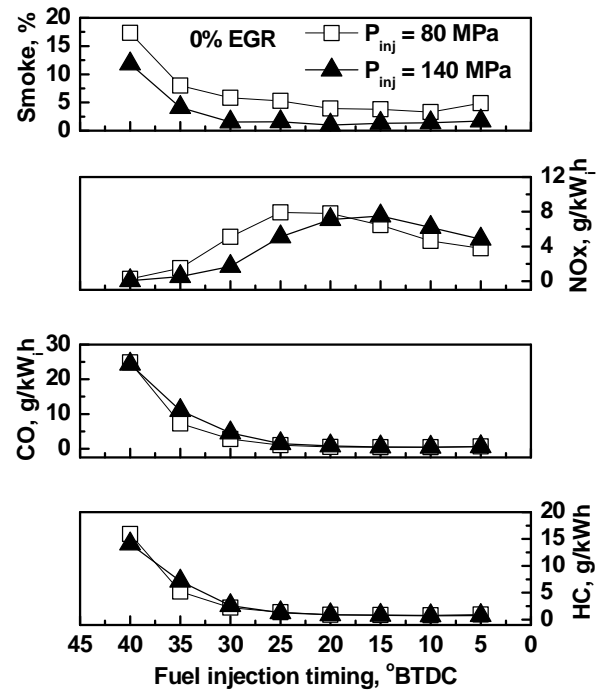 20
15
10
5
0
Smoke, %
0% EGR
P_inj = 80 MPa
P_inj = 140 MPa
12
8
4
0
NOx, g/kW_i h
30
20
10
0
CO, g/kW_i h
20
15
10
5
0
HC, g/kWh
45 40 35 30 25 20 15 10 5 0
Fuel injection timing, °BTDC